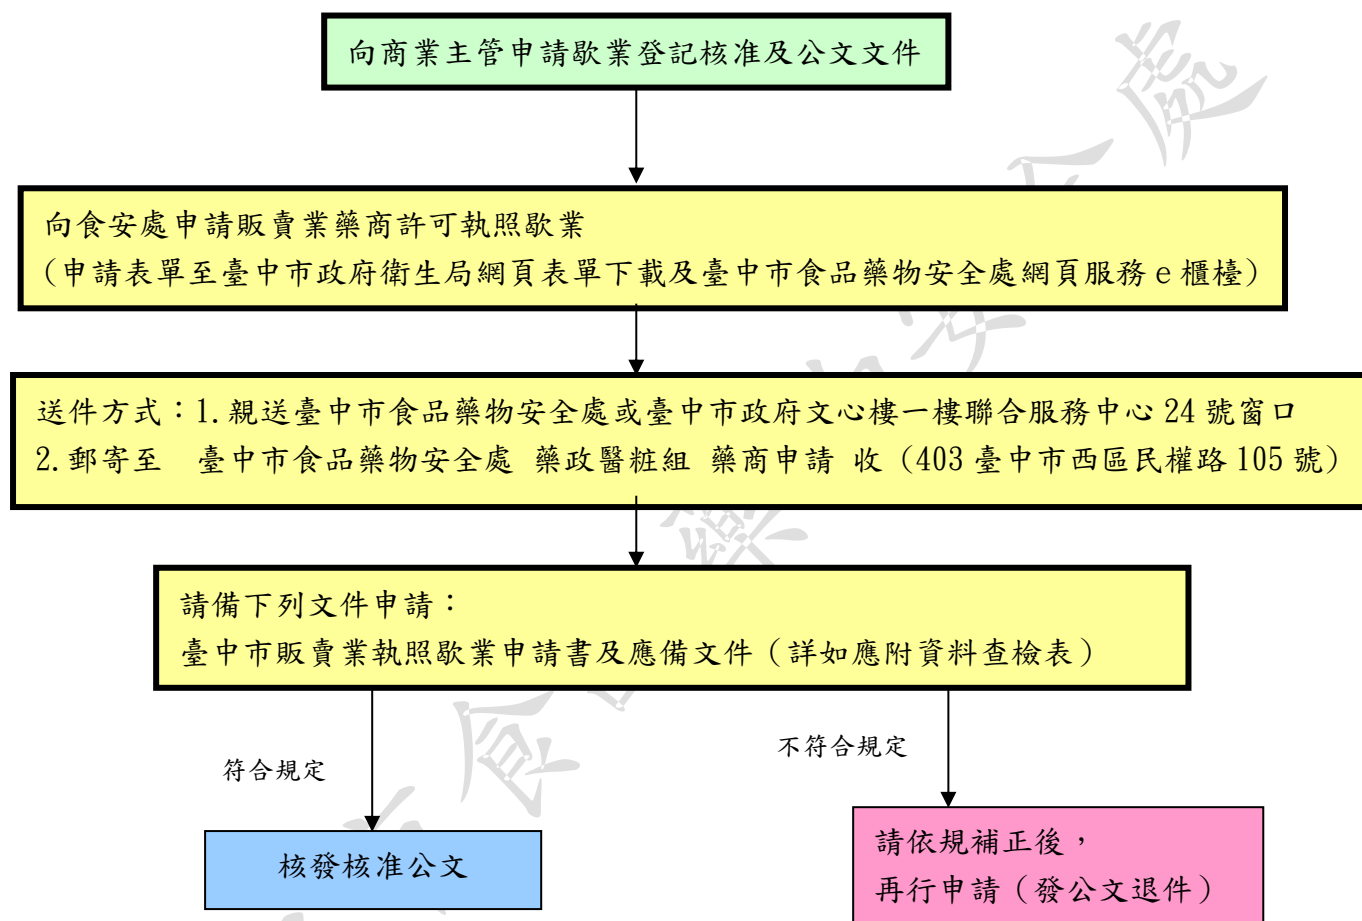 向商業主管申請歇業登記核准及公文文件
向食安處申請販賣業藥商許可執照歇業
(申請表單至臺中市政府衛生局網頁表單下載及臺中市食品藥物安全處網頁服務 e 櫃檯)
送件方式：1.親送臺中市食品藥物安全處或臺中市政府文心樓一樓聯合服務中心 24 號窗口
2.郵寄至　臺中市食品藥物安全處 藥政醫粧組 藥商申請 收（403 臺中市西區民權路 105 號）
請備下列文件申請：
臺中市販賣業執照歇業申請書及應備文件（詳如應附資料查檢表）
符合規定
不符合規定
核發核准公文
請依規補正後，
再行申請（發公文退件）